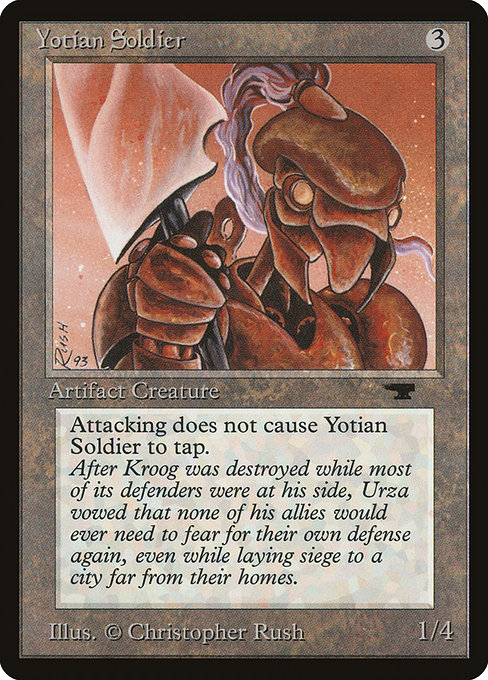 Yotian Soldier 3
RUSH
93
Artifact Creature
Attacking does not cause Yotian
Soldier to tap.
After Kroog was destroyed while most
of its defenders were at his side, Urza
vowed that none of his allies would
ever need to fear for their own defense
again, even while laying siege to a
city far from their homes.
Illus. © Christopher Rush 1/4